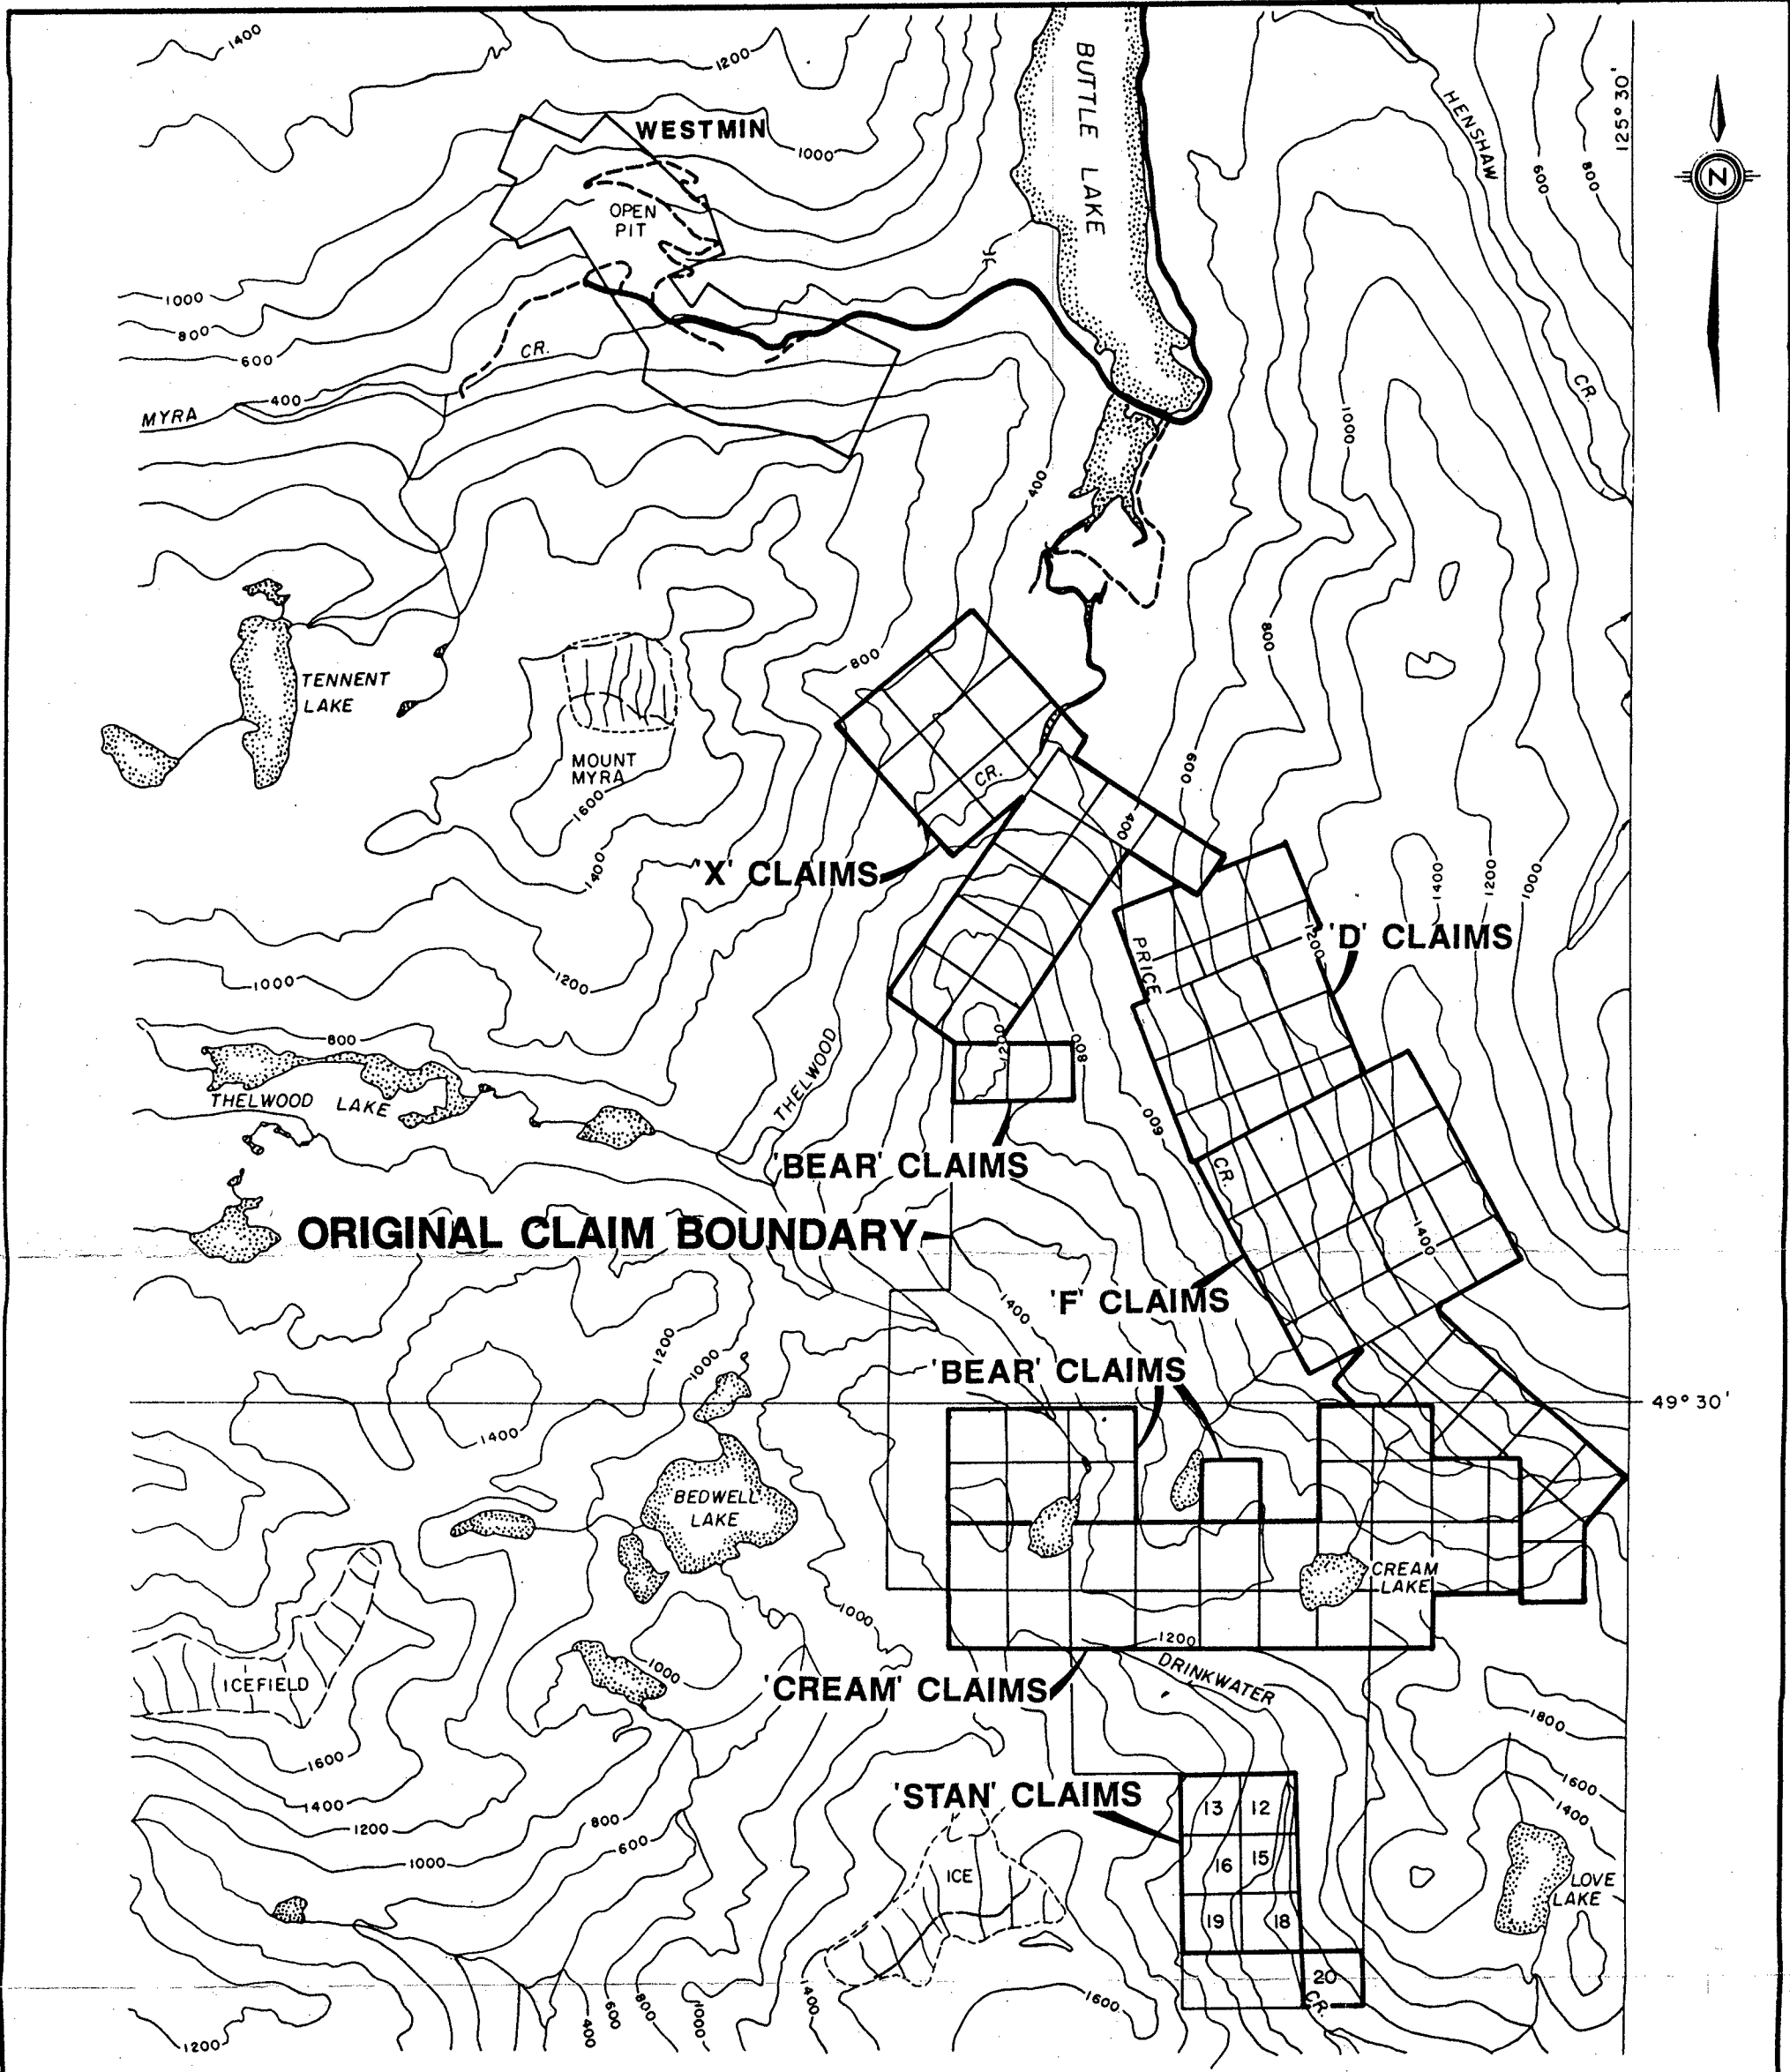 1400
1200
BUTTLE LAKE
HENSHAW
CR.
125° 30'
600
800
N
WESTMIN
1000
OPEN
PIT
1000
800
600
CR.
400
MYRA
1000
400
800
TENNENT
LAKE
800
MOUNT
MYRA
1600
1400
CR.
600
400
'X' CLAIMS
1400
1200
1000
1200
'D' CLAIMS
PRICE
1000
1200
800
THELWOOD LAKE
THELWOOD
1200
800
600
CR.
'BEAR' CLAIMS
ORIGINAL CLAIM BOUNDARY
1400
'F' CLAIMS
1400
1200
1000
'BEAR' CLAIMS
49° 30'
1400
BEDWELL
LAKE
CREAM
LAKE
1000
1200
ICEFIELD
1000
'CREAM' CLAIMS
DRINKWATER
1800
1600
1400
1600
1400
1200
1000
800
600
'STAN' CLAIMS
13 12
16 15
19 18
20
CR.
ICE
LOVE
LAKE
1600
1200
400
600
800
1000
400